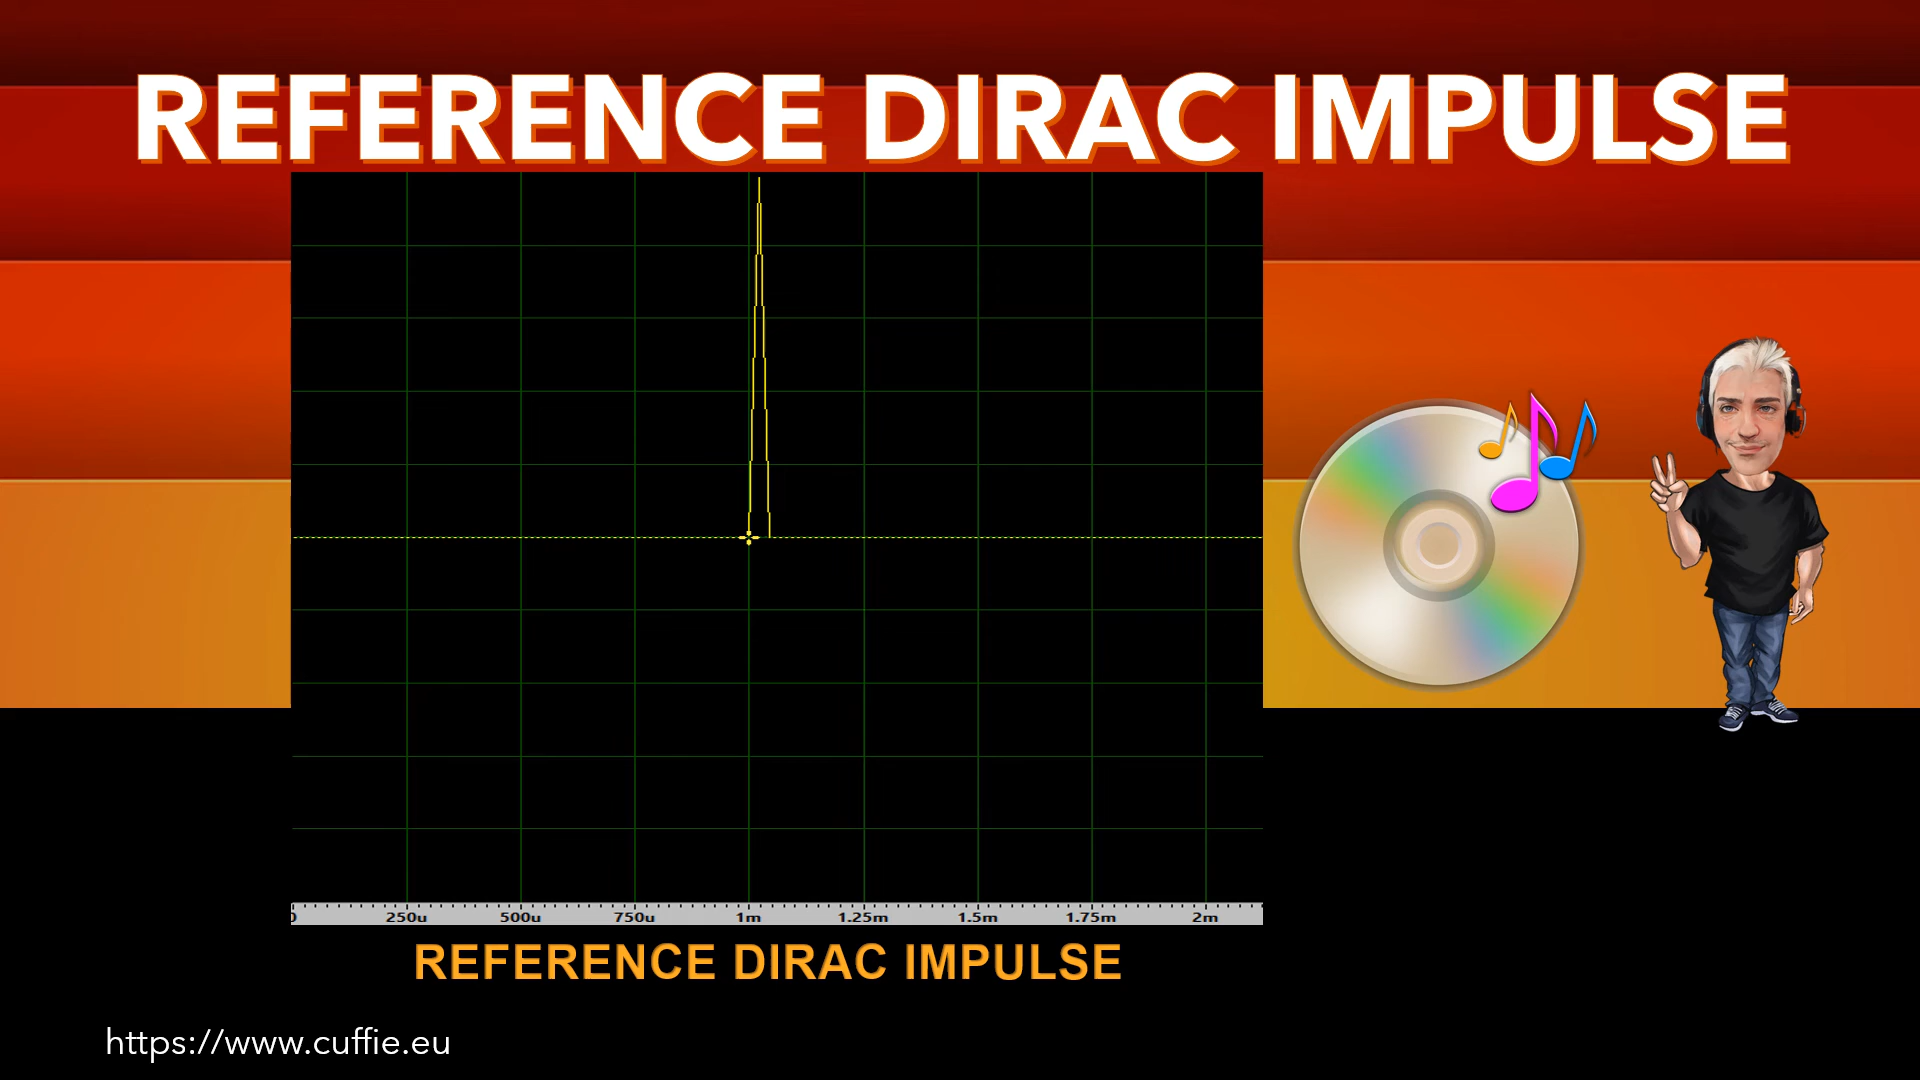 REFERENCE DIRAC IMPULSE
0 250u 500u 750u 1m 1.25m 1.5m 1.75m 2m
REFERENCE DIRAC IMPULSE
https://www.cuffie.eu